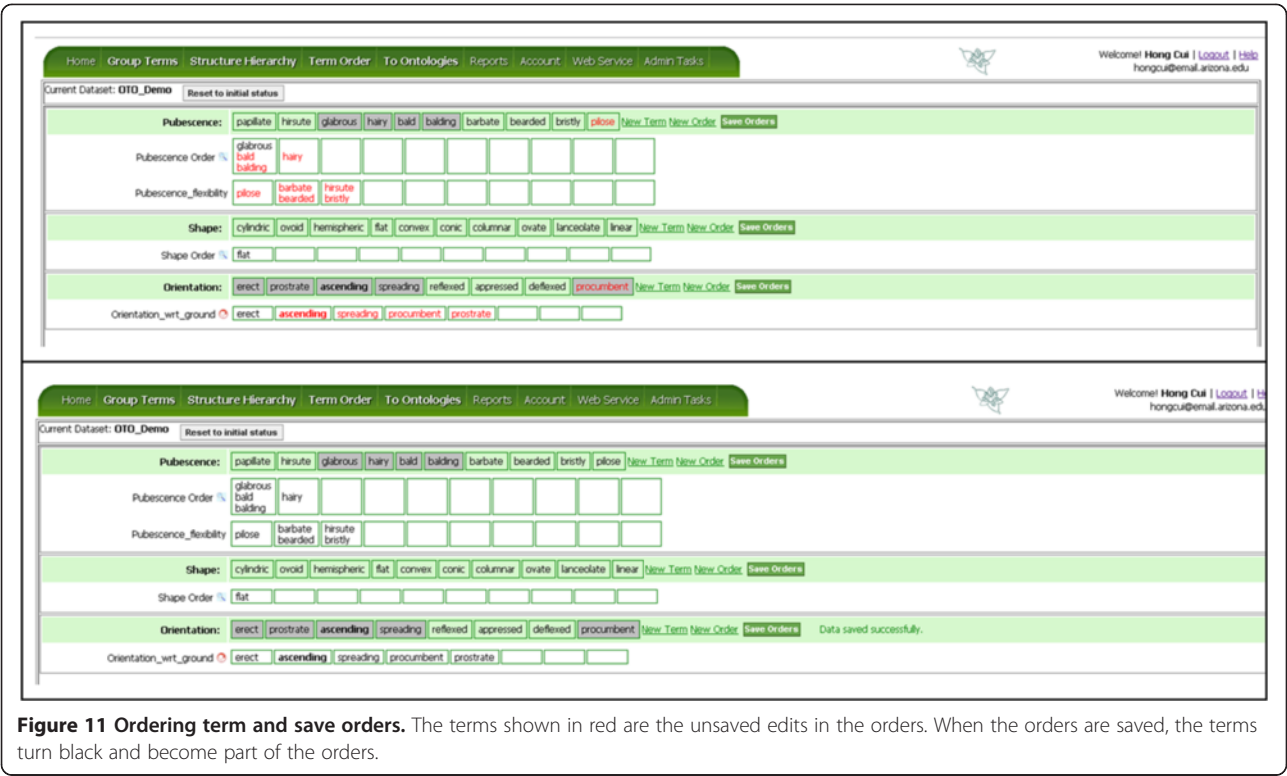 Home Group Terms Structure Hierarchy Term Order To Ontologies Reports Account Web Service Admin Tasks
Welcome! Hong Cui | Logout | Help
hongcui@email.arizona.edu
Current Dataset: OTO_Demo Reset to initial status
Pubescence: papillate hirsute glabrous hairy bald balding barbate bearded bristly pilose New Term New Order Save Orders
glabrous
Pubescence Order bald hairy
balding
Pubescence_flexibility pilose barbate hirsute
bearded bristly
Shape: cylindric ovoid hemispheric flat convex conic columnar ovate lanceolate linear New Term New Order Save Orders
Shape Order flat
Orientation: erect prostrate ascending spreading reflexed appressed deflexed procumbent New Term New Order Save Orders
Orientation_wrt_ground erect ascending spreading procumbent prostrate
Home Group Terms Structure Hierarchy Term Order To Ontologies Reports Account Web Service Admin Tasks
Welcome! Hong Cui | Logout | H
hongcui@email.arizona.edu
Current Dataset: OTO_Demo Reset to initial status
Pubescence: papillate hirsute glabrous hairy bald balding barbate bearded bristly pilose New Term New Order Save Orders
glabrous
Pubescence Order bald hairy
balding
Pubescence_flexibility pilose barbate hirsute
bearded bristly
Shape: cylindric ovoid hemispheric flat convex conic columnar ovate lanceolate linear New Term New Order Save Orders
Shape Order flat
Orientation: erect prostrate ascending spreading reflexed appressed deflexed procumbent New Term New Order Save Orders Data saved successfully.
Orientation_wrt_ground erect ascending spreading procumbent prostrate
Figure 11 Ordering term and save orders. The terms shown in red are the unsaved edits in the orders. When the orders are saved, the terms
turn black and become part of the orders.